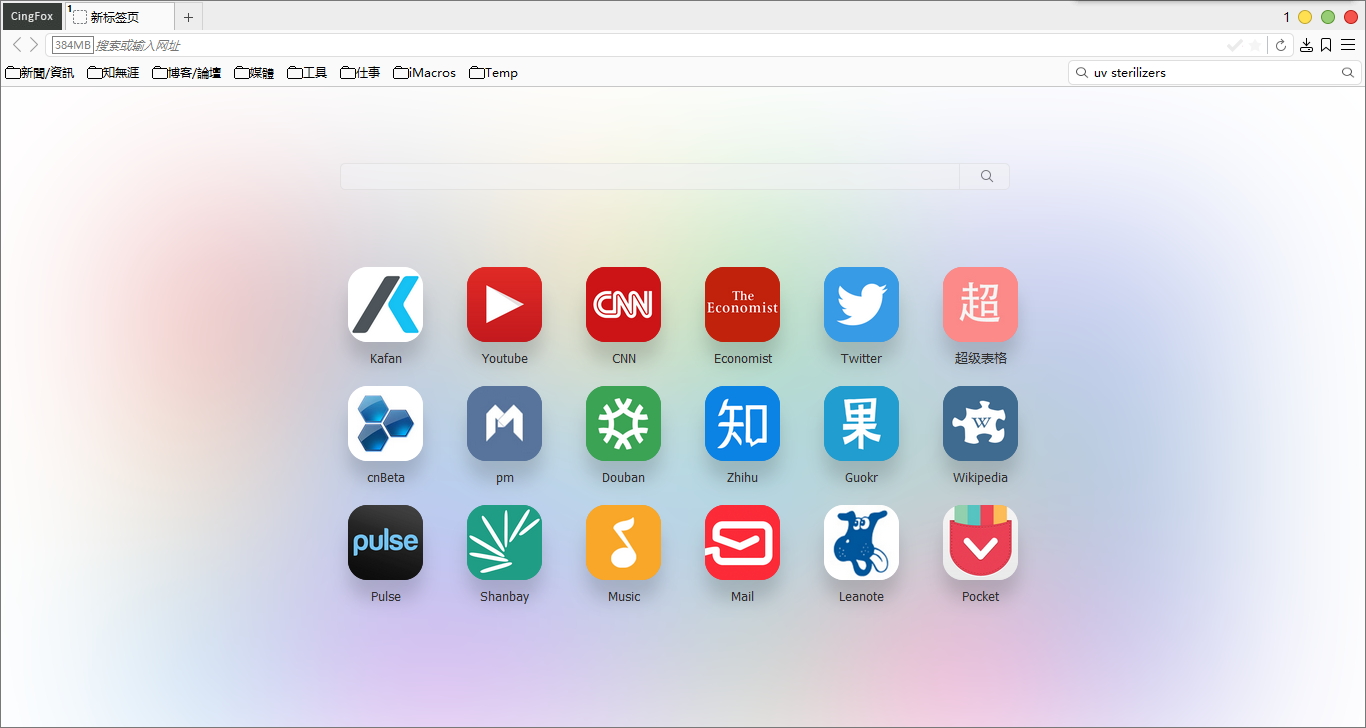 CingFox 1 新标签页 + 1
384MB 搜索或输入网址
新聞/資訊 知無涯 博客/論壇 媒體 工具 仕事 iMacros Temp uv sterilizers
CNN The
Economist 超
Kafan Youtube CNN Economist Twitter 超级表格
知 果 W
cnBeta pm Douban Zhihu Guokr Wikipedia
pulse
Pulse Shanbay Music Mail Leanote Pocket